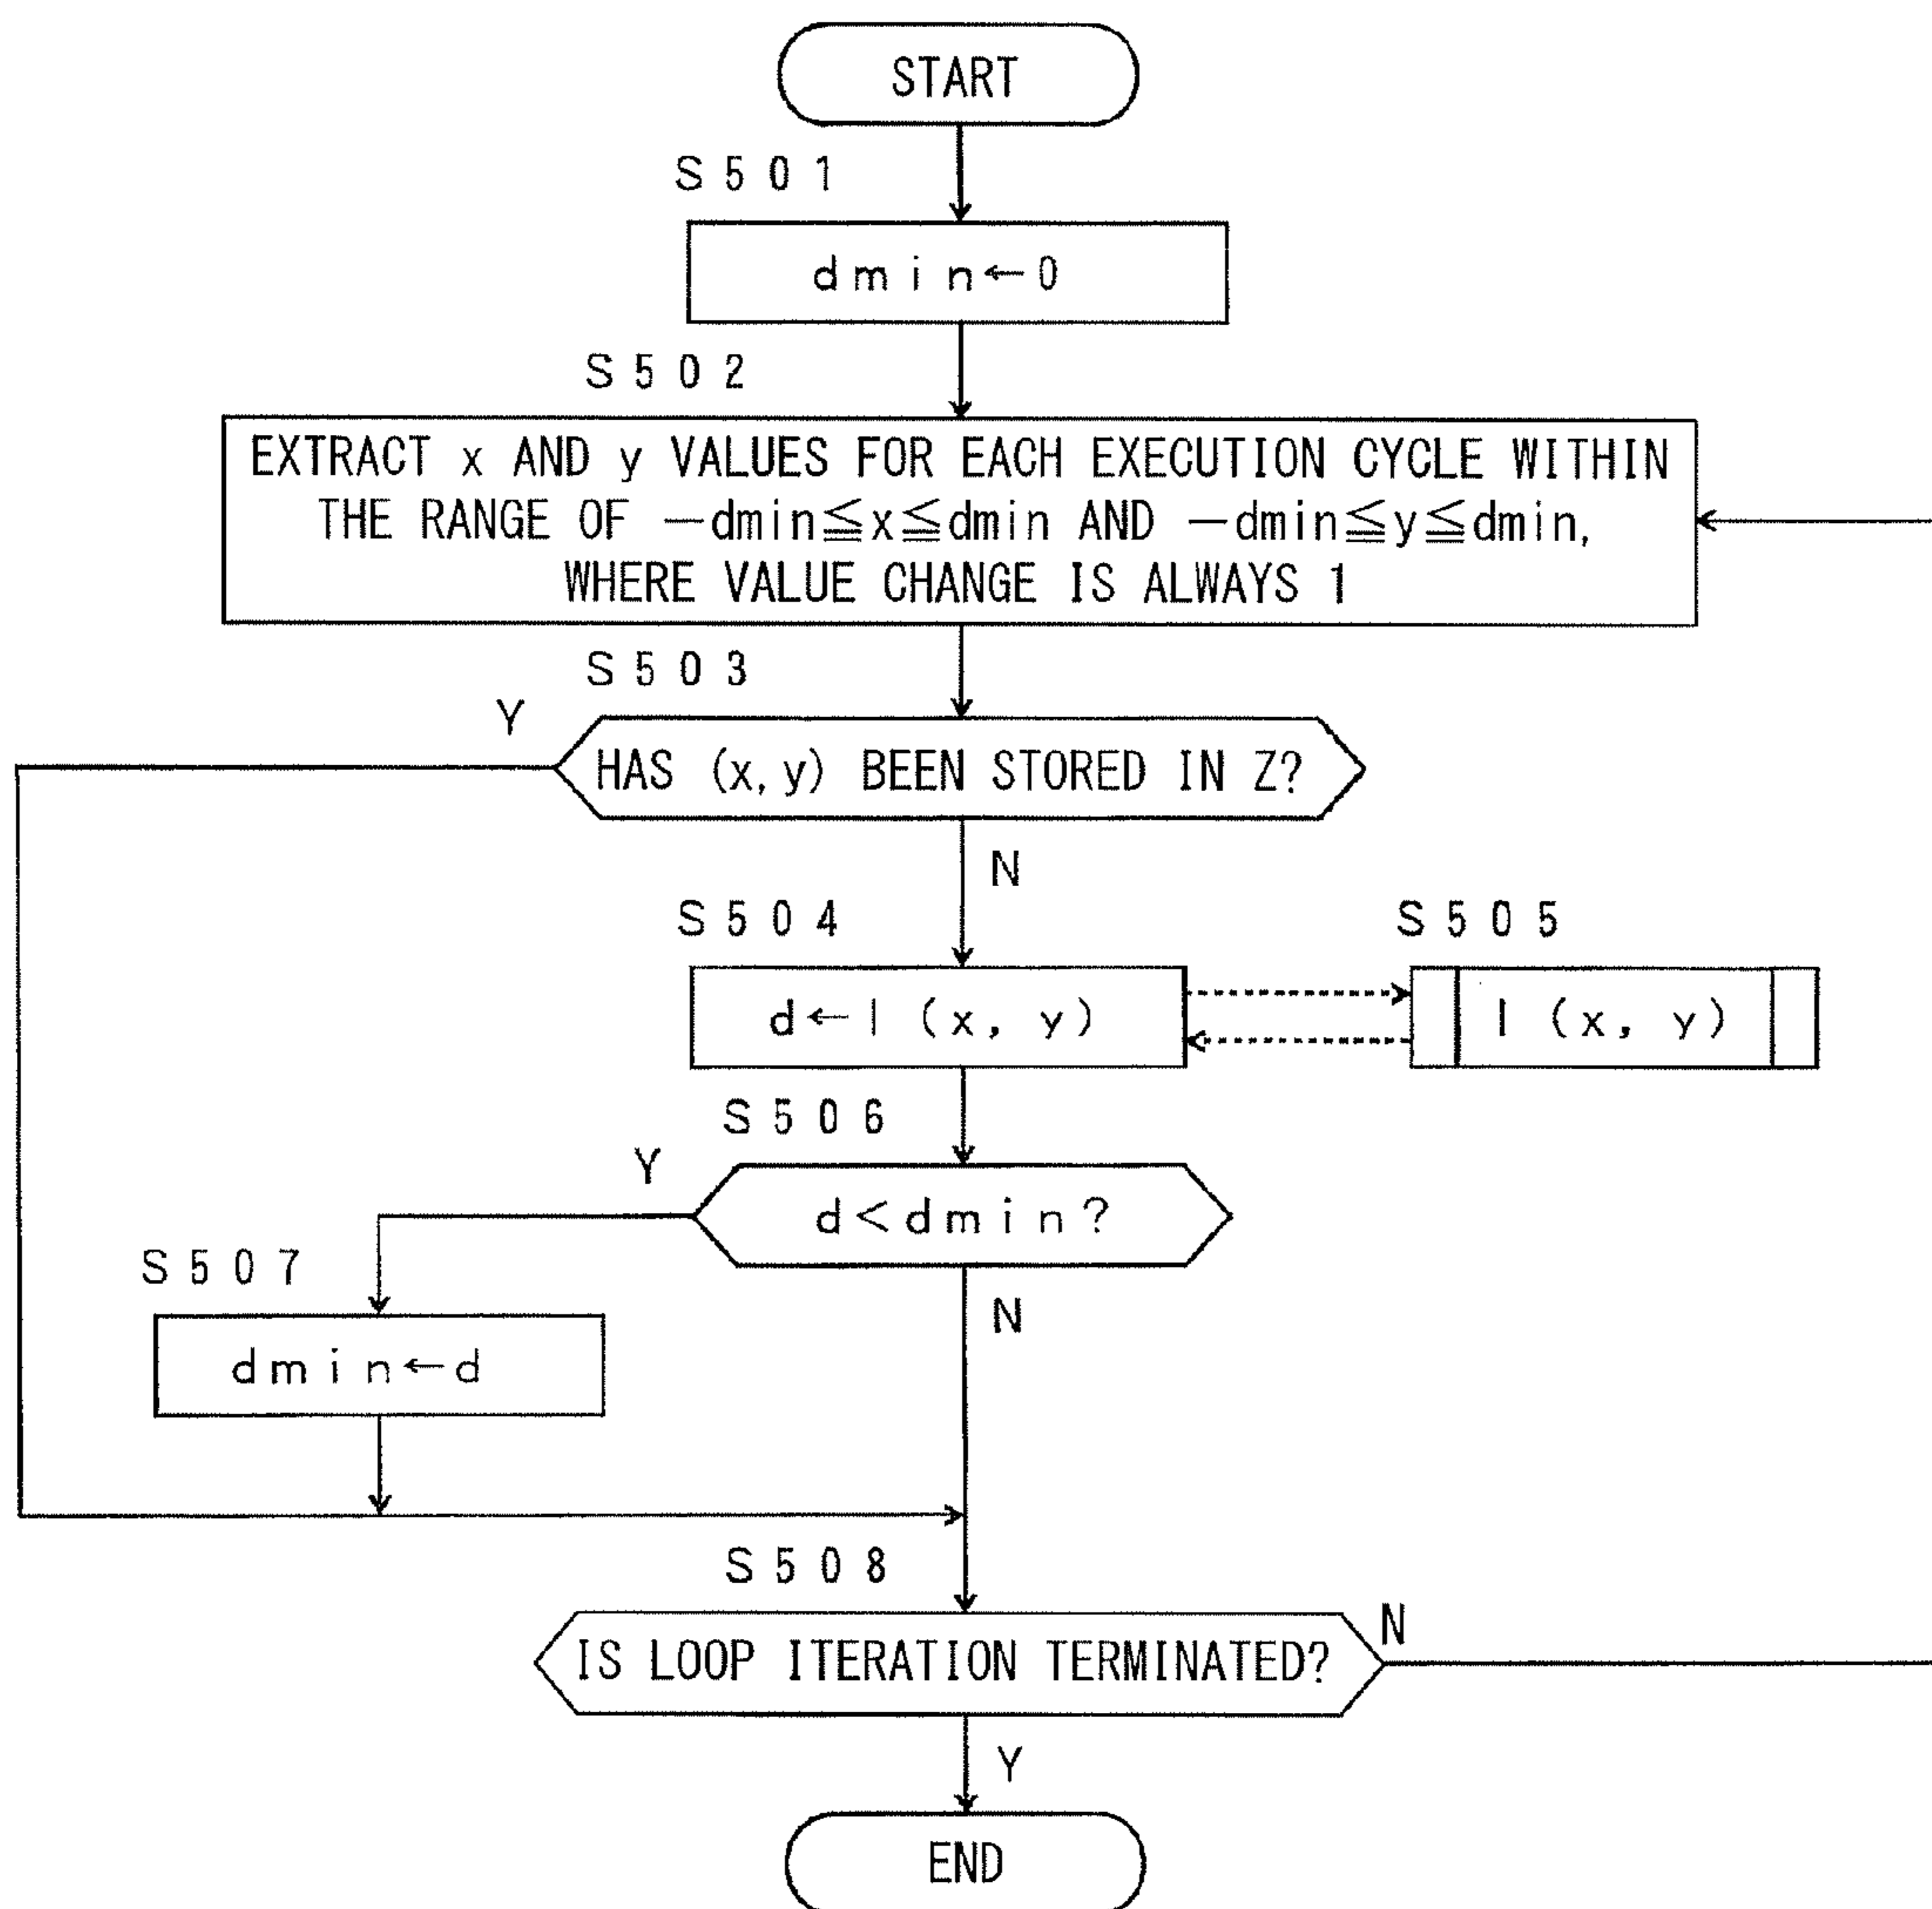 START
S501
dmin←0
S502
EXTRACT x AND y VALUES FOR EACH EXECUTION CYCLE WITHIN
THE RANGE OF −dmin≦x≦dmin AND −dmin≦y≦dmin,
WHERE VALUE CHANGE IS ALWAYS 1
S503
Y
HAS (x,y) BEEN STORED IN Z?
N
S504
S505
d←l (x, y)
l (x, y)
S506
Y
d<dmin?
S507
N
dmin←d
S508
N
IS LOOP ITERATION TERMINATED?
Y
END